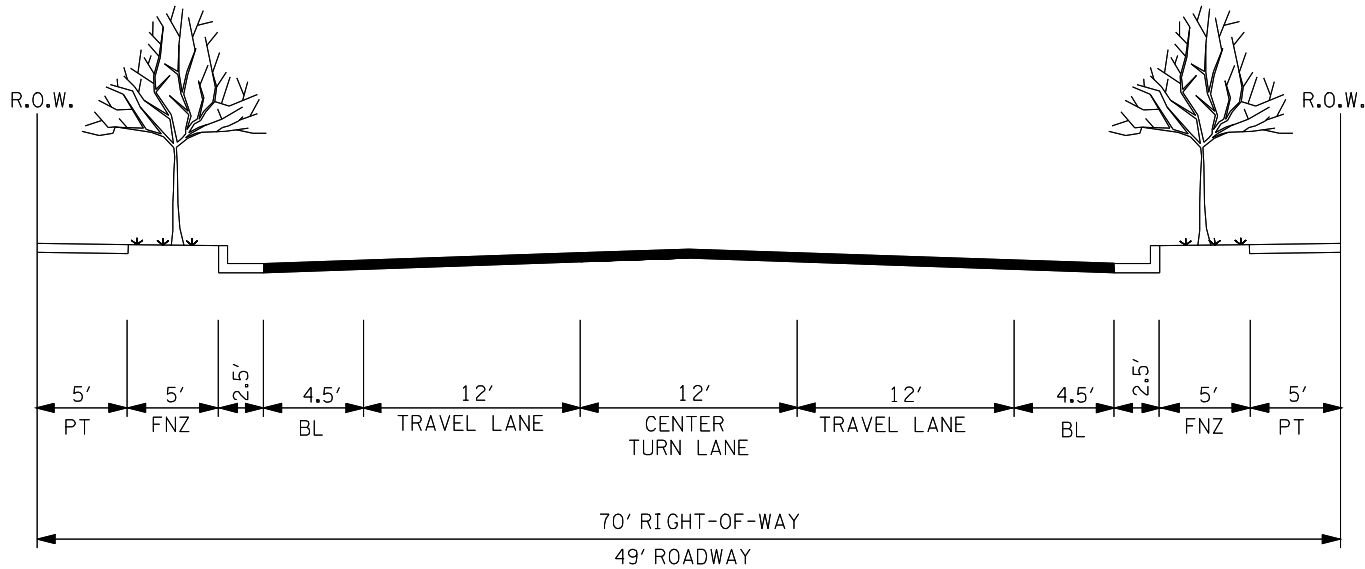 R.O.W. R.O.W.
5′ 5′ 2.5′ 4.5′ 12′ 12′ 12′ 4.5′ 2.5′ 5′ 5′
PT FNZ BL TRAVEL LANE CENTER TRAVEL LANE BL FNZ PT
TURN LANE
70′ RIGHT-OF-WAY
49′ ROADWAY